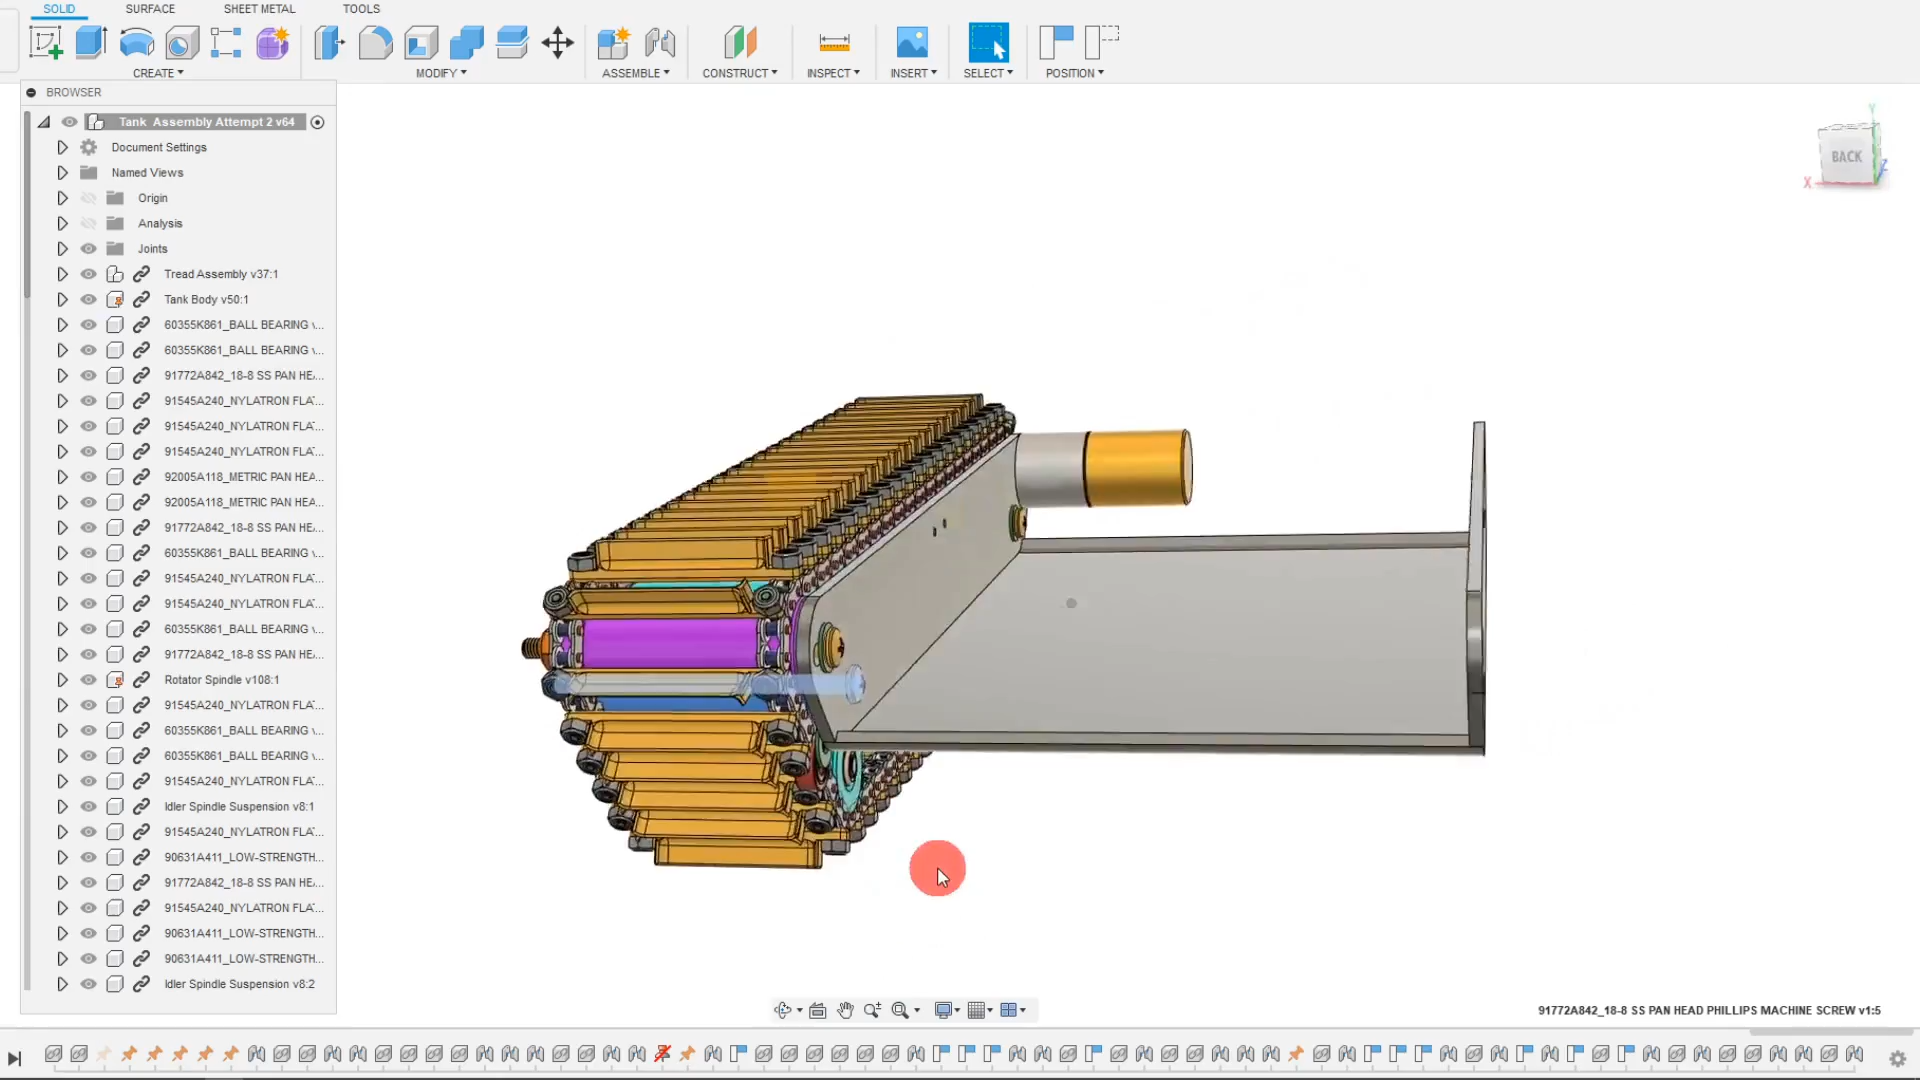 SOLID SURFACE SHEET METAL TOOLS
CREATE MODIFY ASSEMBLE CONSTRUCT INSPECT INSERT SELECT POSITION
BROWSER
Tank Assembly Attempt 2 v64
Document Settings
Named Views
Origin
Analysis
Joints
Tread Assembly v37:1
Tank Body v50:1
60355K861_BALL BEARING v...
60355K861_BALL BEARING v...
91772A842_18-8 SS PAN HE...
91545A240_NYLATRON FLA...
91545A240_NYLATRON FLA...
91545A240_NYLATRON FLA...
92005A118_METRIC PAN HEA...
92005A118_METRIC PAN HEA...
91772A842_18-8 SS PAN HE...
60355K861_BALL BEARING v...
91545A240_NYLATRON FLA...
91545A240_NYLATRON FLA...
60355K861_BALL BEARING v...
91772A842_18-8 SS PAN HE...
Rotator Spindle v108:1
91545A240_NYLATRON FLA...
60355K861_BALL BEARING v...
60355K861_BALL BEARING v...
91545A240_NYLATRON FLA...
Idler Spindle Suspension v8:1
91545A240_NYLATRON FLA...
90631A411_LOW-STRENGTH...
91772A842_18-8 SS PAN HE...
91545A240_NYLATRON FLA...
90631A411_LOW-STRENGTH...
90631A411_LOW-STRENGTH...
Idler Spindle Suspension v8:2
Y
BACK
Z
X
91772A842_18-8 SS PAN HEAD PHILLIPS MACHINE SCREW v1:5